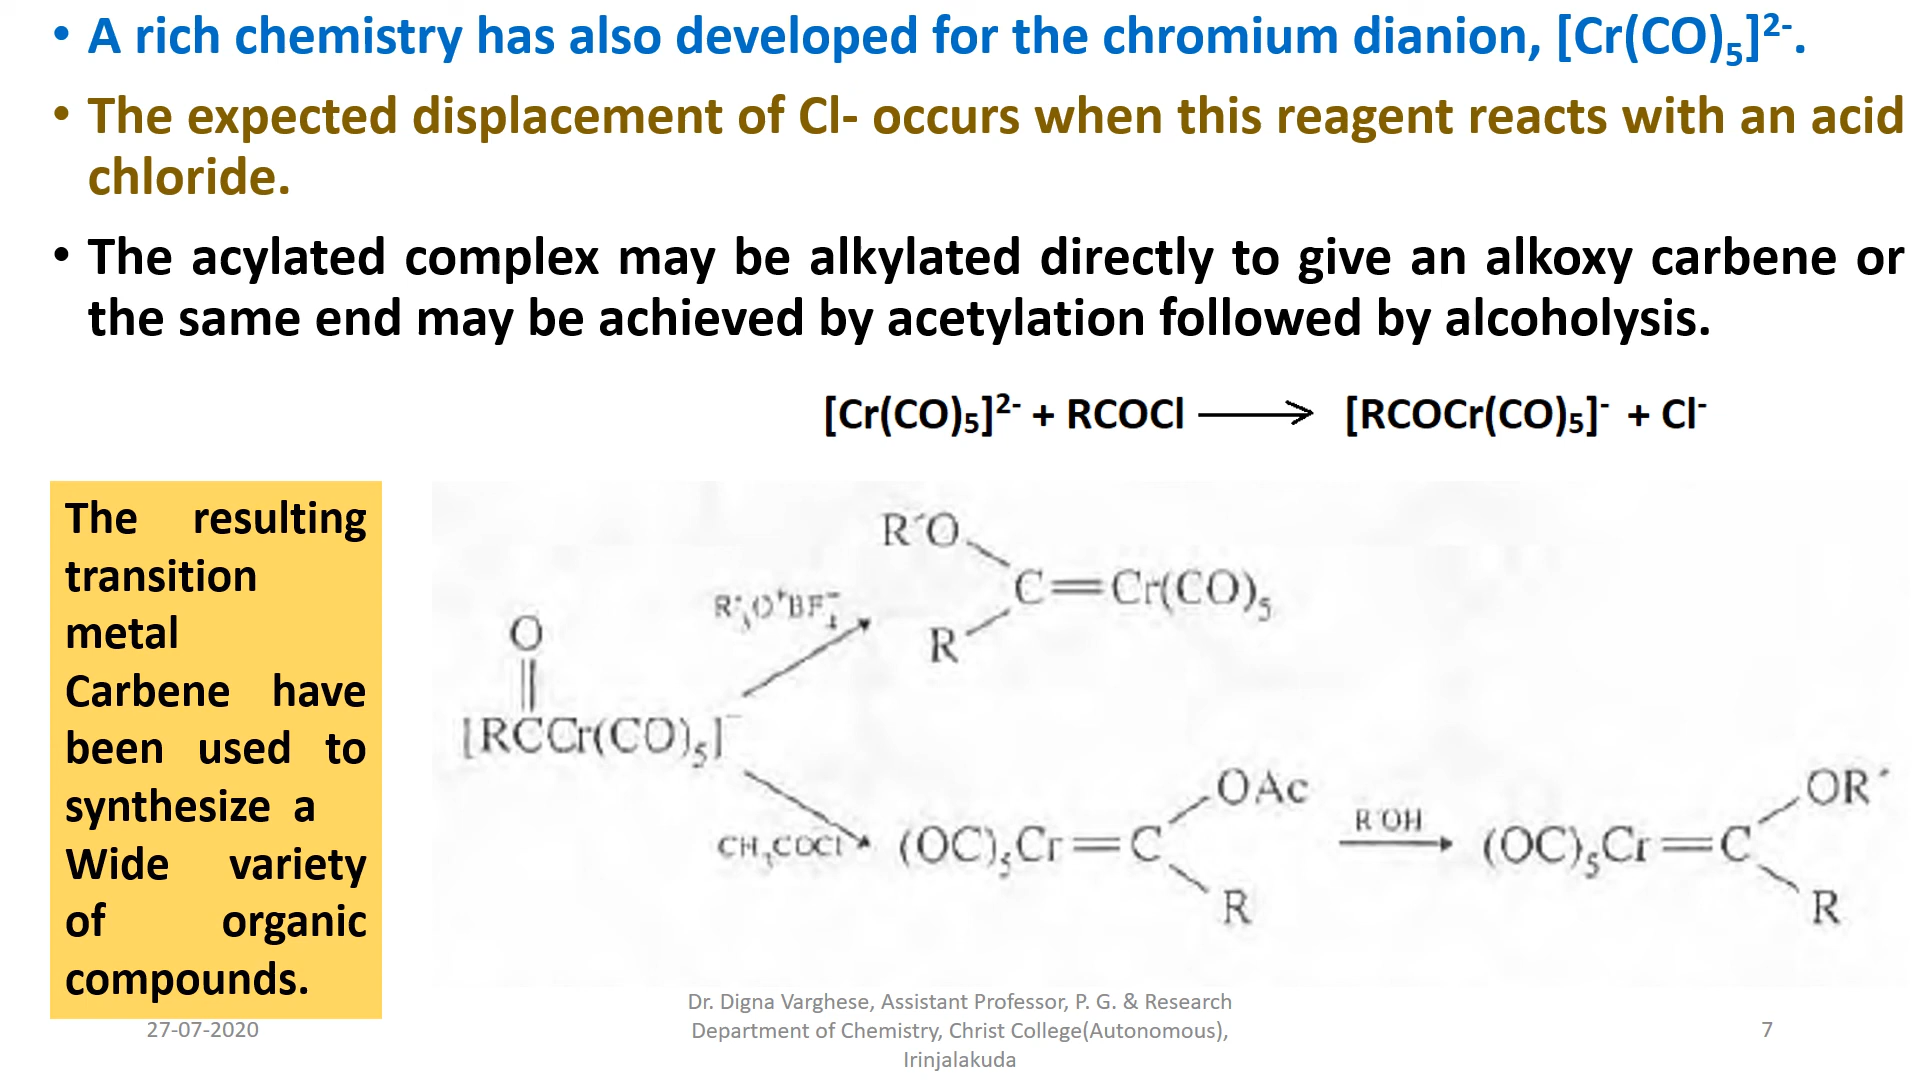 • A rich chemistry has also developed for the chromium dianion, [Cr(CO)₅]²⁻.
• The expected displacement of Cl- occurs when this reagent reacts with an acid
chloride.
• The acylated complex may be alkylated directly to give an alkoxy carbene or
the same end may be achieved by acetylation followed by alcoholysis.
[Cr(CO)₅]²⁻ + RCOCl ⟶ [RCOCr(CO)₅]⁻ + Cl⁻
The resulting
transition
metal
Carbene have
been used to
synthesize a
Wide variety
of organic
compounds.
R´O
C=Cr(CO)₅
R
R´₃O⁺BF₄⁻
O
[RCCr(CO)₅]⁻
CH₃COCl
(OC)₅Cr=C
OAc
R
R´OH
(OC)₅Cr=C
OR´
R
27-07-2020
Dr. Digna Varghese, Assistant Professor, P. G. & Research
Department of Chemistry, Christ College(Autonomous),
Irinjalakuda
7